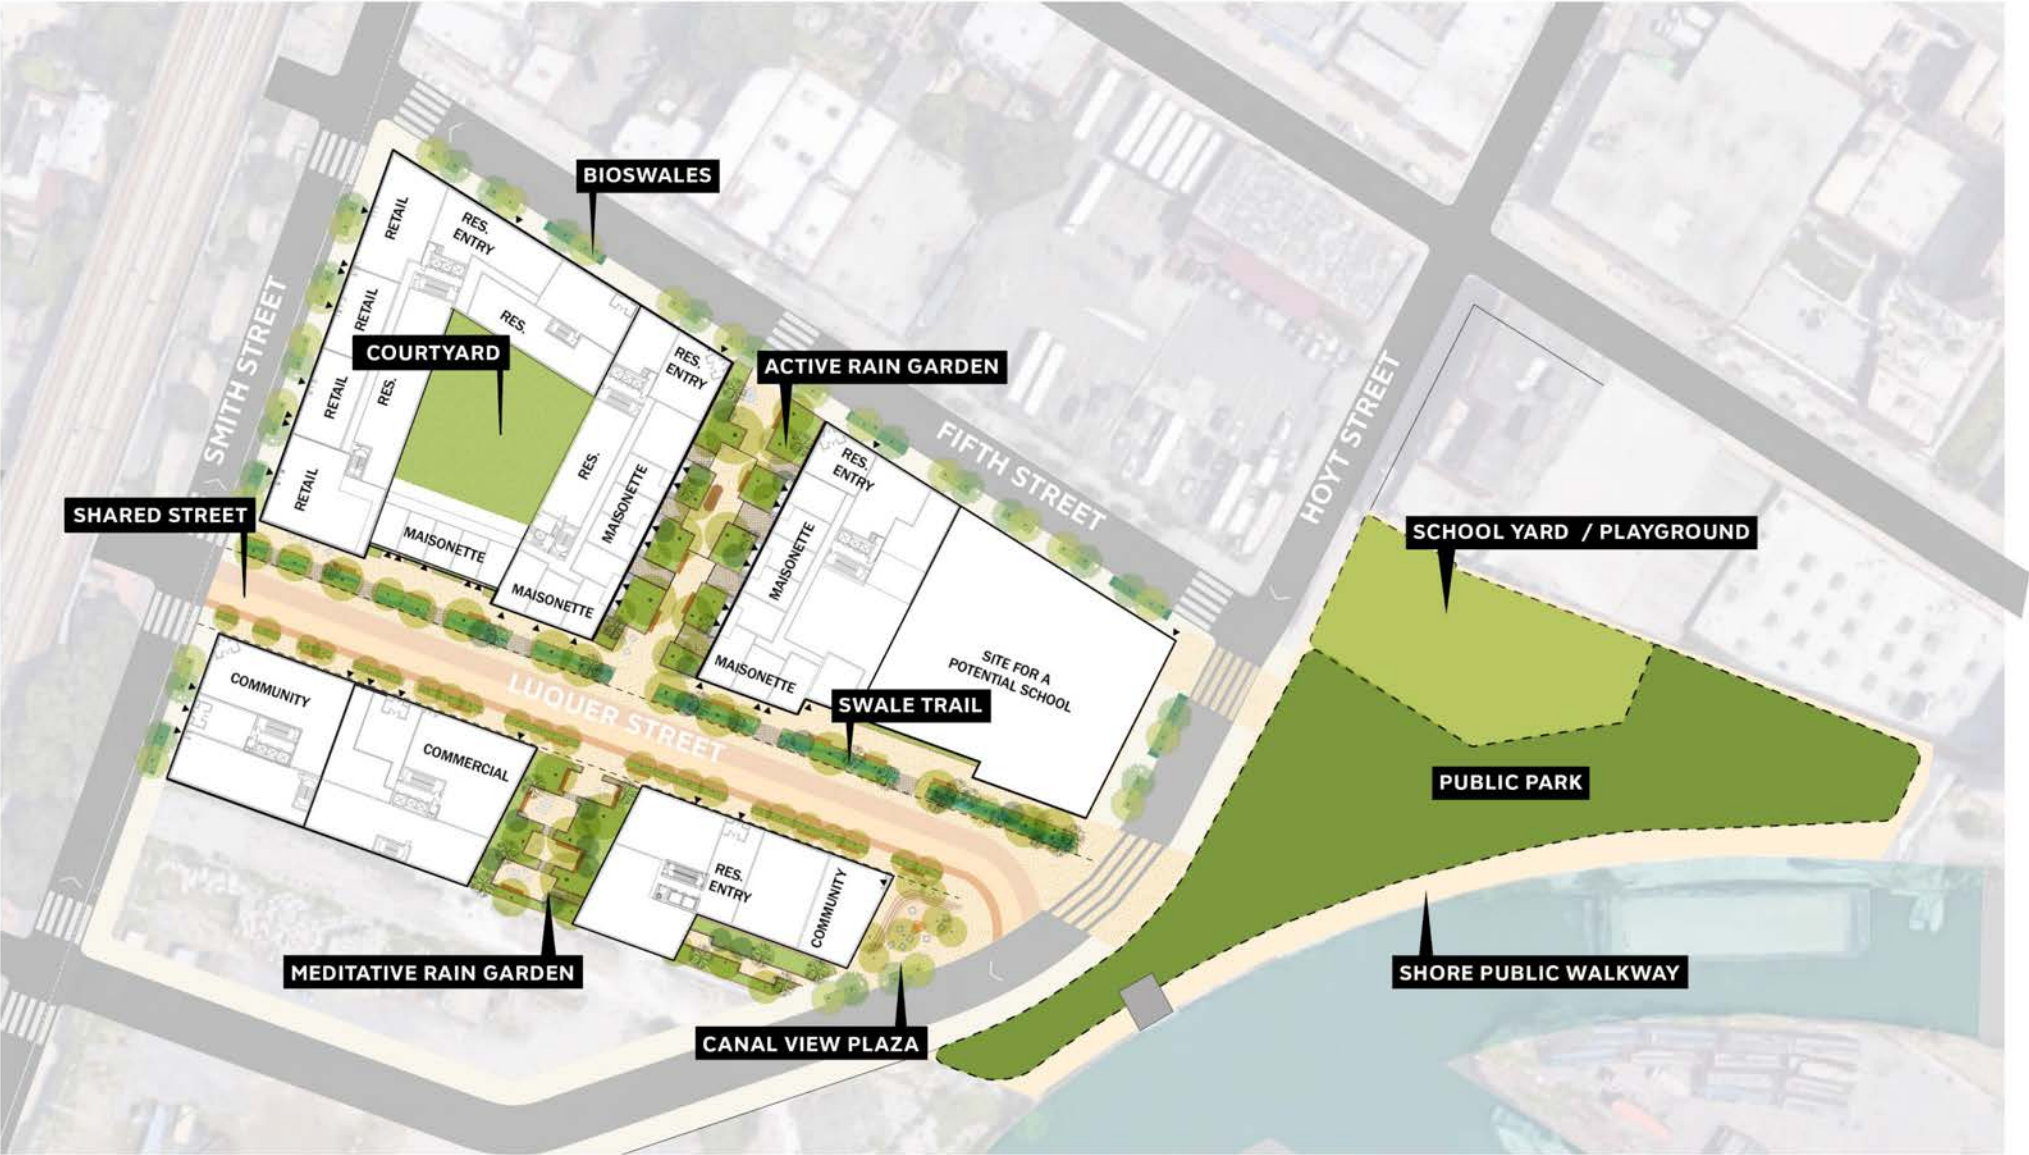 BIOSWALES
RETAIL
RES.
ENTRY
RETAIL
RES.
COURTYARD
RES.
ENTRY
ACTIVE RAIN GARDEN
SMITH STREET
RETAIL
RES.
RES.
MAISONETTE
RES.
ENTRY
FIFTH STREET
HOYT STREET
RETAIL
SHARED STREET
MAISONETTE
MAISONETTE
MAISONETTE
SCHOOL YARD / PLAYGROUND
MAISONETTE
SITE FOR A
POTENTIAL SCHOOL
COMMUNITY
LUQUER STREET
SWALE TRAIL
COMMERCIAL
PUBLIC PARK
RES.
ENTRY
COMMUNITY
MEDITATIVE RAIN GARDEN
SHORE PUBLIC WALKWAY
CANAL VIEW PLAZA